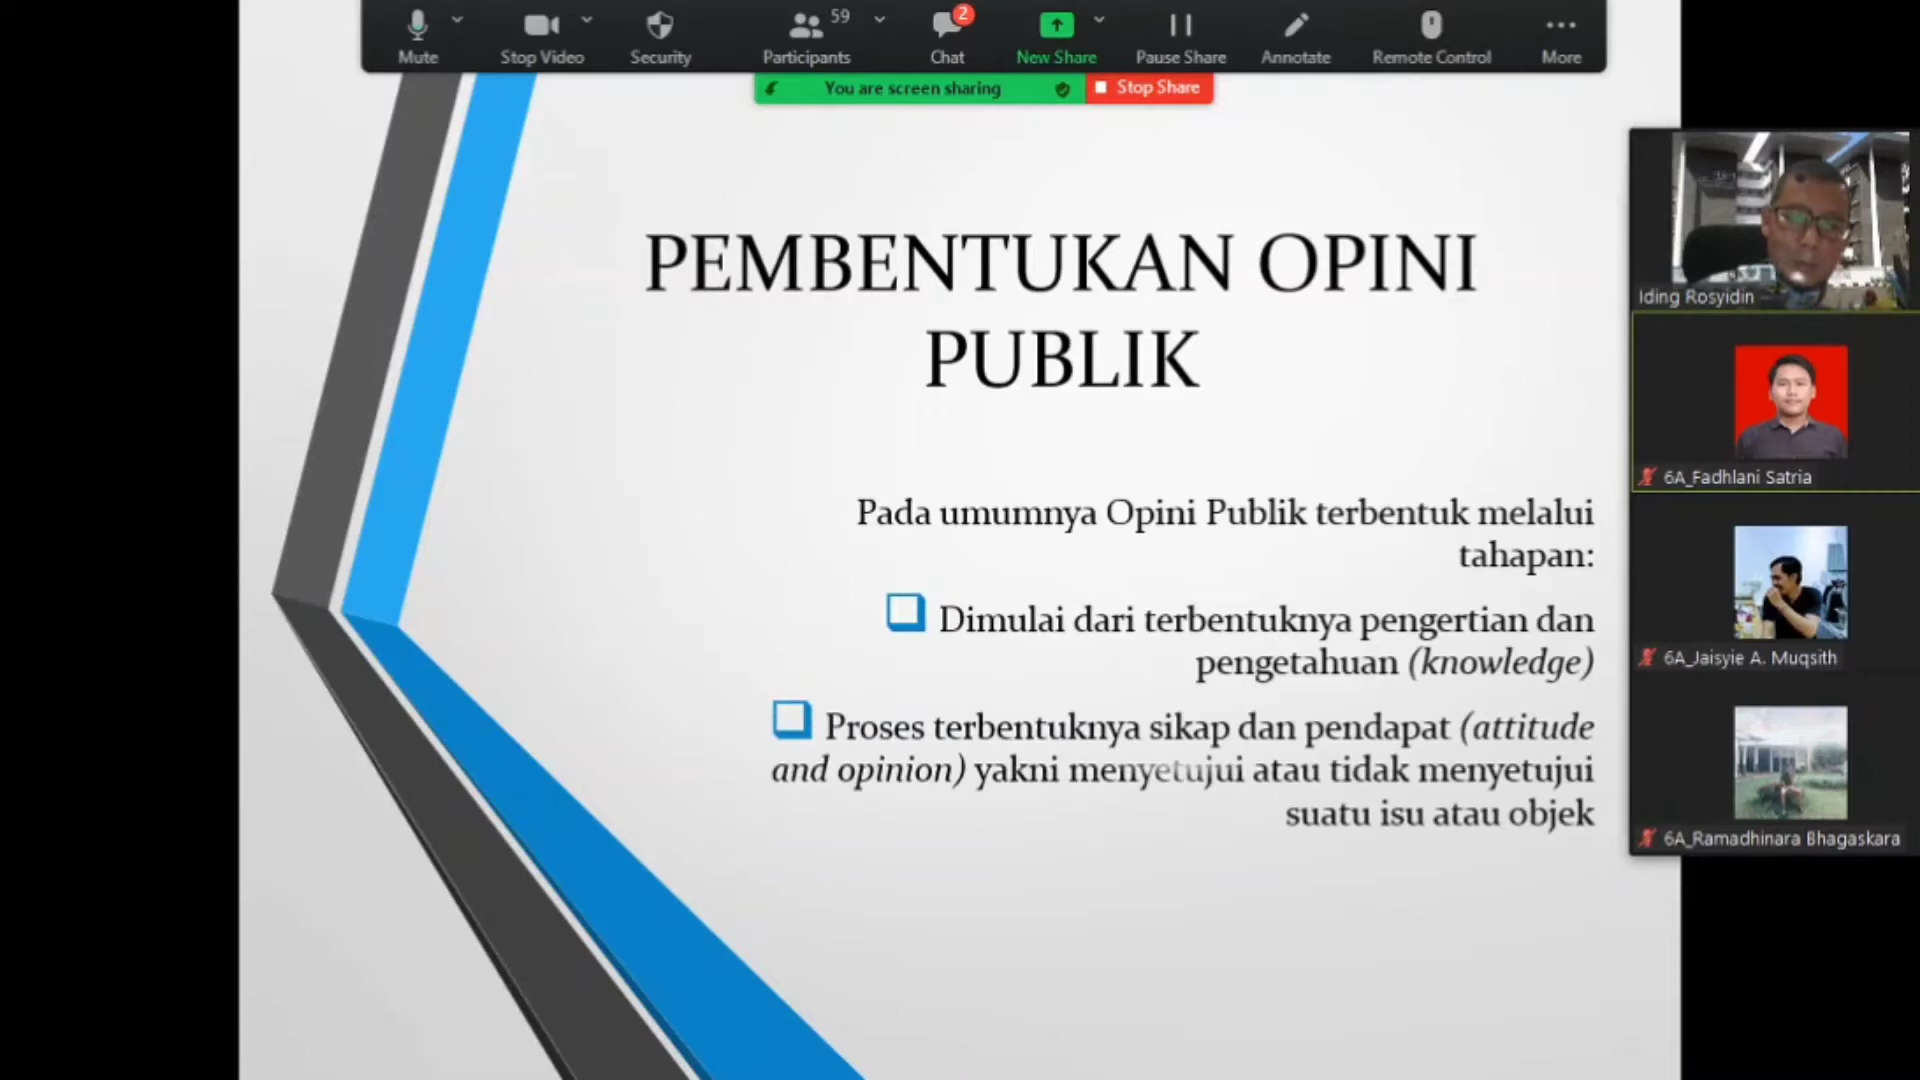 Mute
Stop Video
Security
Participants
59
Chat
2
New Share
Pause Share
Annotate
Remote Control
More
You are screen sharing
Stop Share
PEMBENTUKAN OPINI
PUBLIK
Pada umumnya Opini Publik terbentuk melalui
tahapan:
Dimulai dari terbentuknya pengertian dan
pengetahuan (knowledge)
Proses terbentuknya sikap dan pendapat (attitude
and opinion) yakni menyetujui atau tidak menyetujui
suatu isu atau objek
Iding Rosyidin
6A_Fadhlani Satria
6A_Jaisyie A. Muqsith
6A_Ramadhinara Bhagaskara